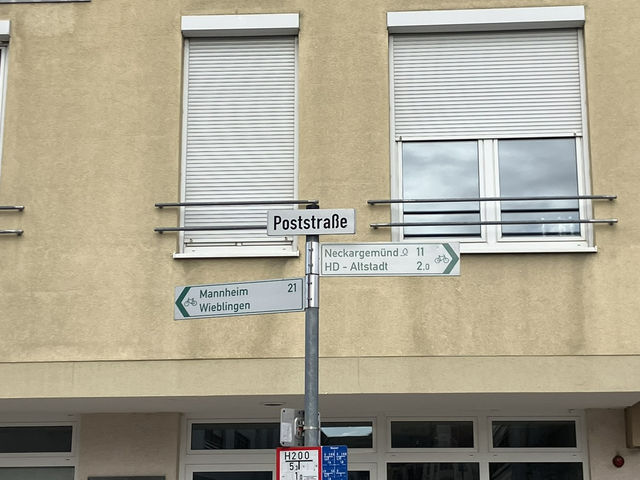 Poststraße
Neckargemünd 11
HD - Altstadt 2,0
Mannheim 21
Wieblingen
H200